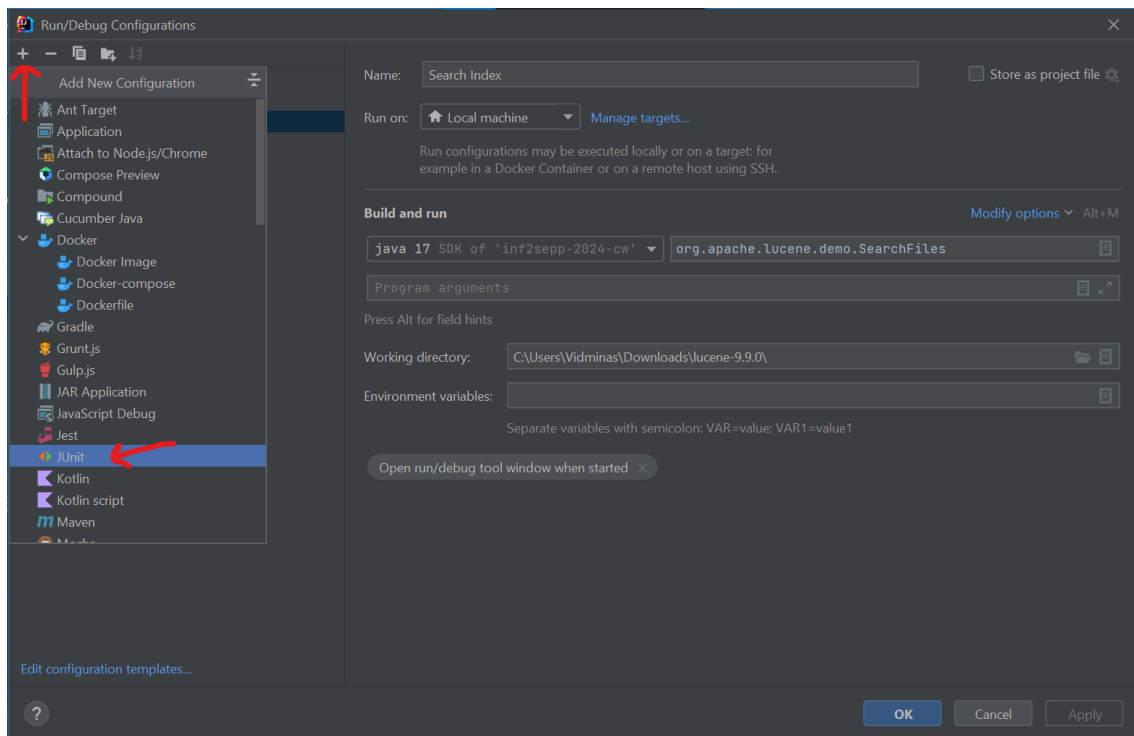 Run/Debug Configurations
Add New Configuration
Ant Target
Application
Attach to Node.js/Chrome
Compose Preview
Compound
Cucumber Java
Docker
Docker Image
Docker-compose
Dockerfile
Gradle
Grunt.js
Gulp.js
JAR Application
JavaScript Debug
Jest
JUnit
Kotlin
Kotlin script
Maven
Edit configuration templates...
Name: Search Index Store as project file
Run on: Local machine Manage targets...
Run configurations may be executed locally or on a target: for
example in a Docker Container or on a remote host using SSH.
Build and run Modify options Alt+M
java 17 SDK of 'inf2sepp-2024-cw' org.apache.lucene.demo.SearchFiles
Program arguments
Press Alt for field hints
Working directory: C:\Users\Vidminas\Downloads\lucene-9.9.0\
Environment variables:
Separate variables with semicolon: VAR=value; VAR1=value1
Open run/debug tool window when started
? OK Cancel Apply